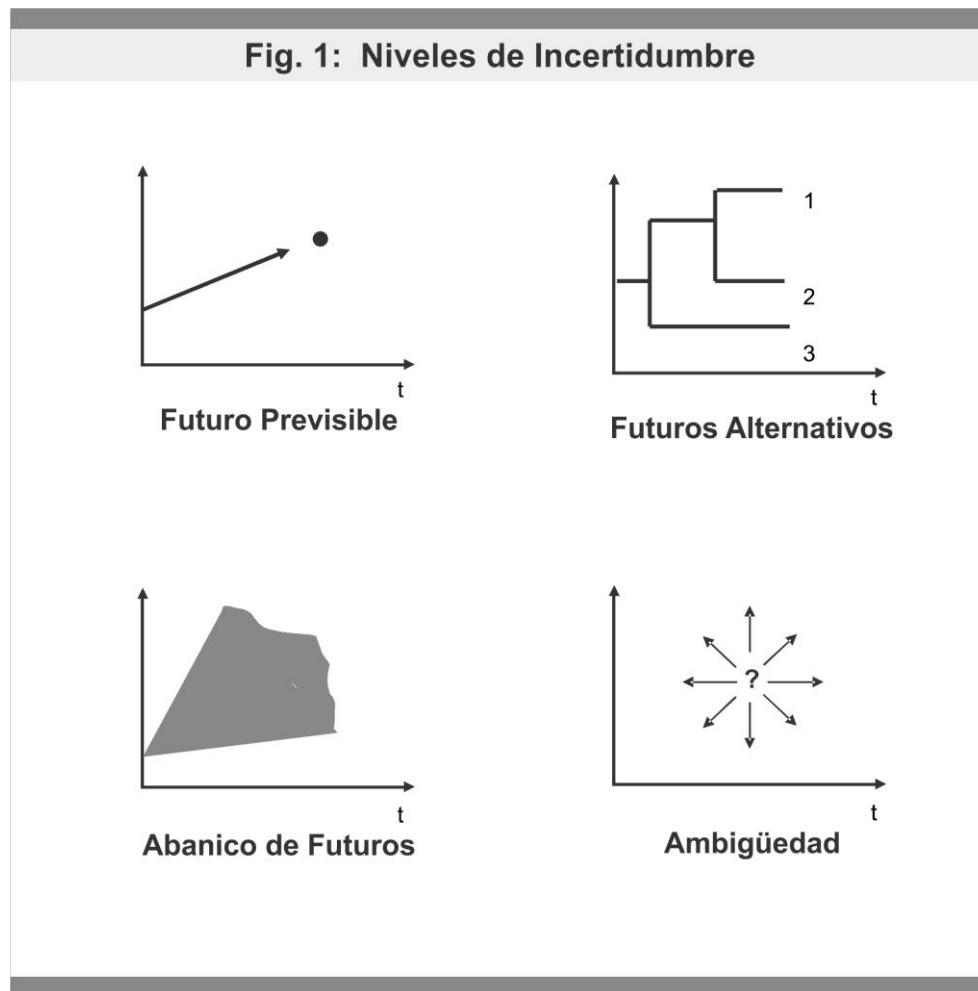 Fig. 1: Niveles de Incertidumbre
t
Futuro Previsible
1
2
3
t
Futuros Alternativos
t
Abanico de Futuros
?
t
Ambigüedad